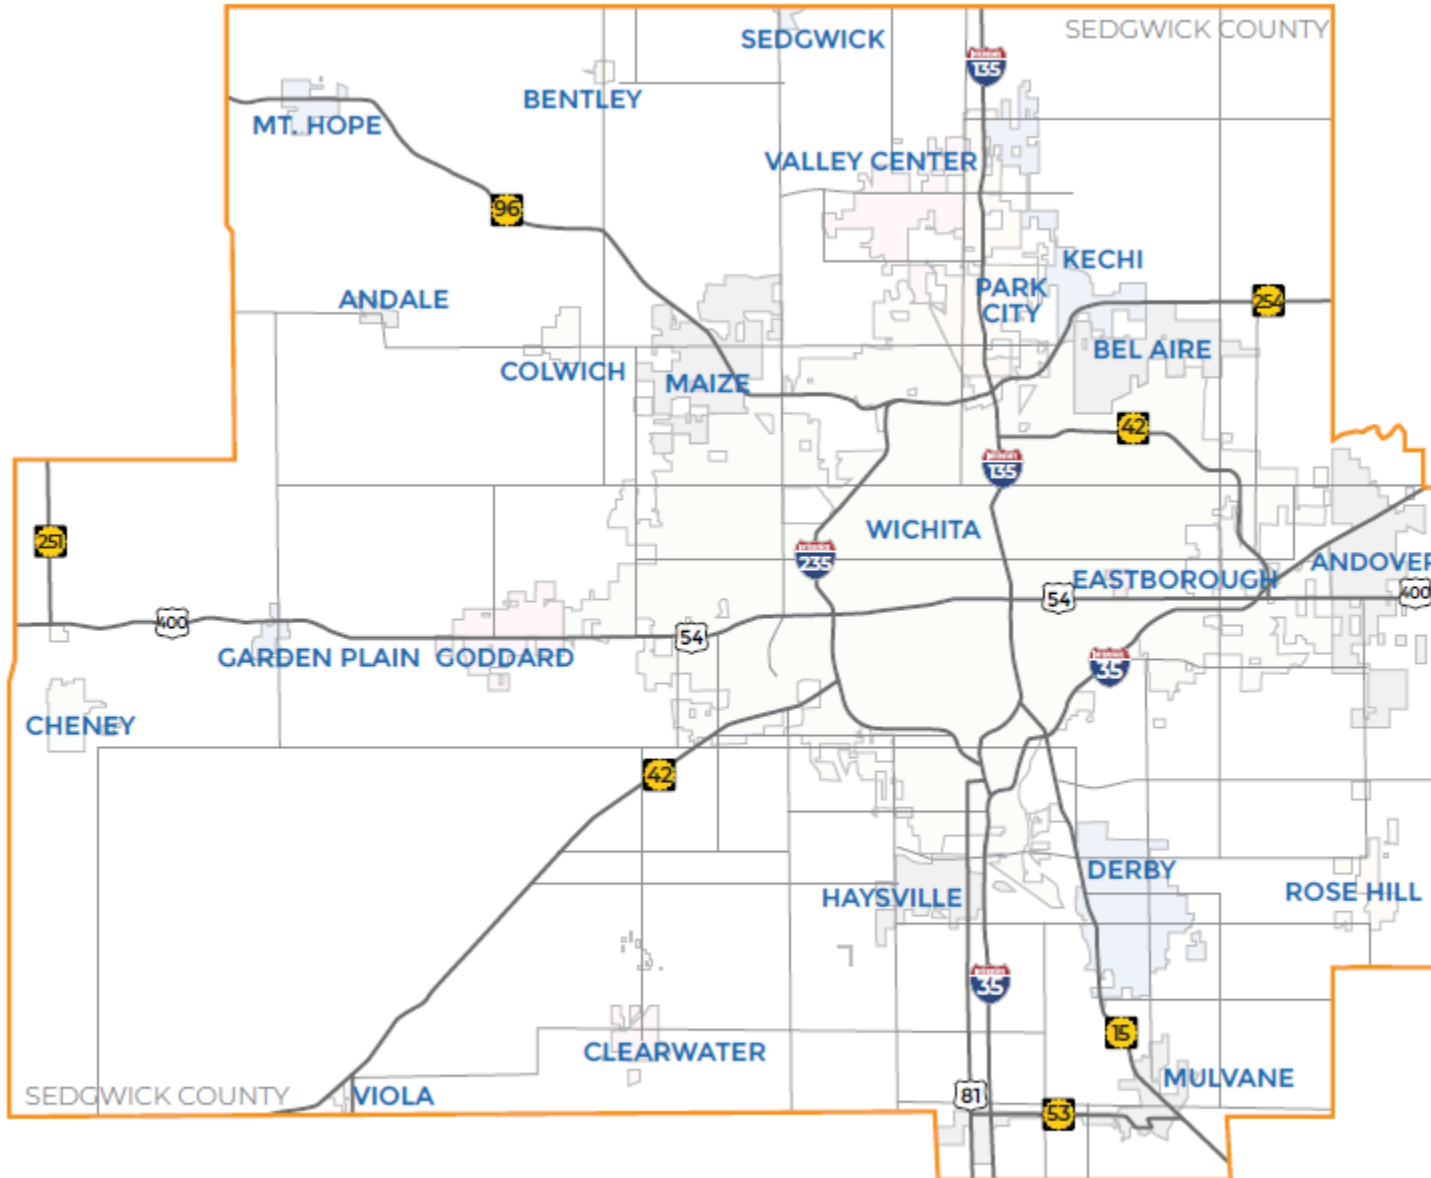 SEDGWICK COUNTY
SEDGWICK
135
BENTLEY
MT. HOPE
VALLEY CENTER
96
KECHI
PARK
CITY
254
ANDALE
BEL AIRE
COLWICH
MAIZE
42
135
WICHITA
251
235
ANDOVER
EASTBOROUGH
54
400
400
54
GARDEN PLAIN
GODDARD
35
CHENEY
42
DERBY
HAYSVILLE
ROSE HILL
35
15
CLEARWATER
MULVANE
SEDGWICK COUNTY
VIOLA
81
53